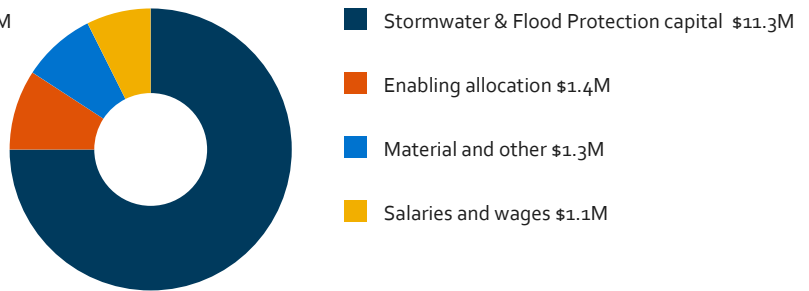 M
Stormwater & Flood Protection capital $11.3M
Enabling allocation $1.4M
Material and other $1.3M
Salaries and wages $1.1M